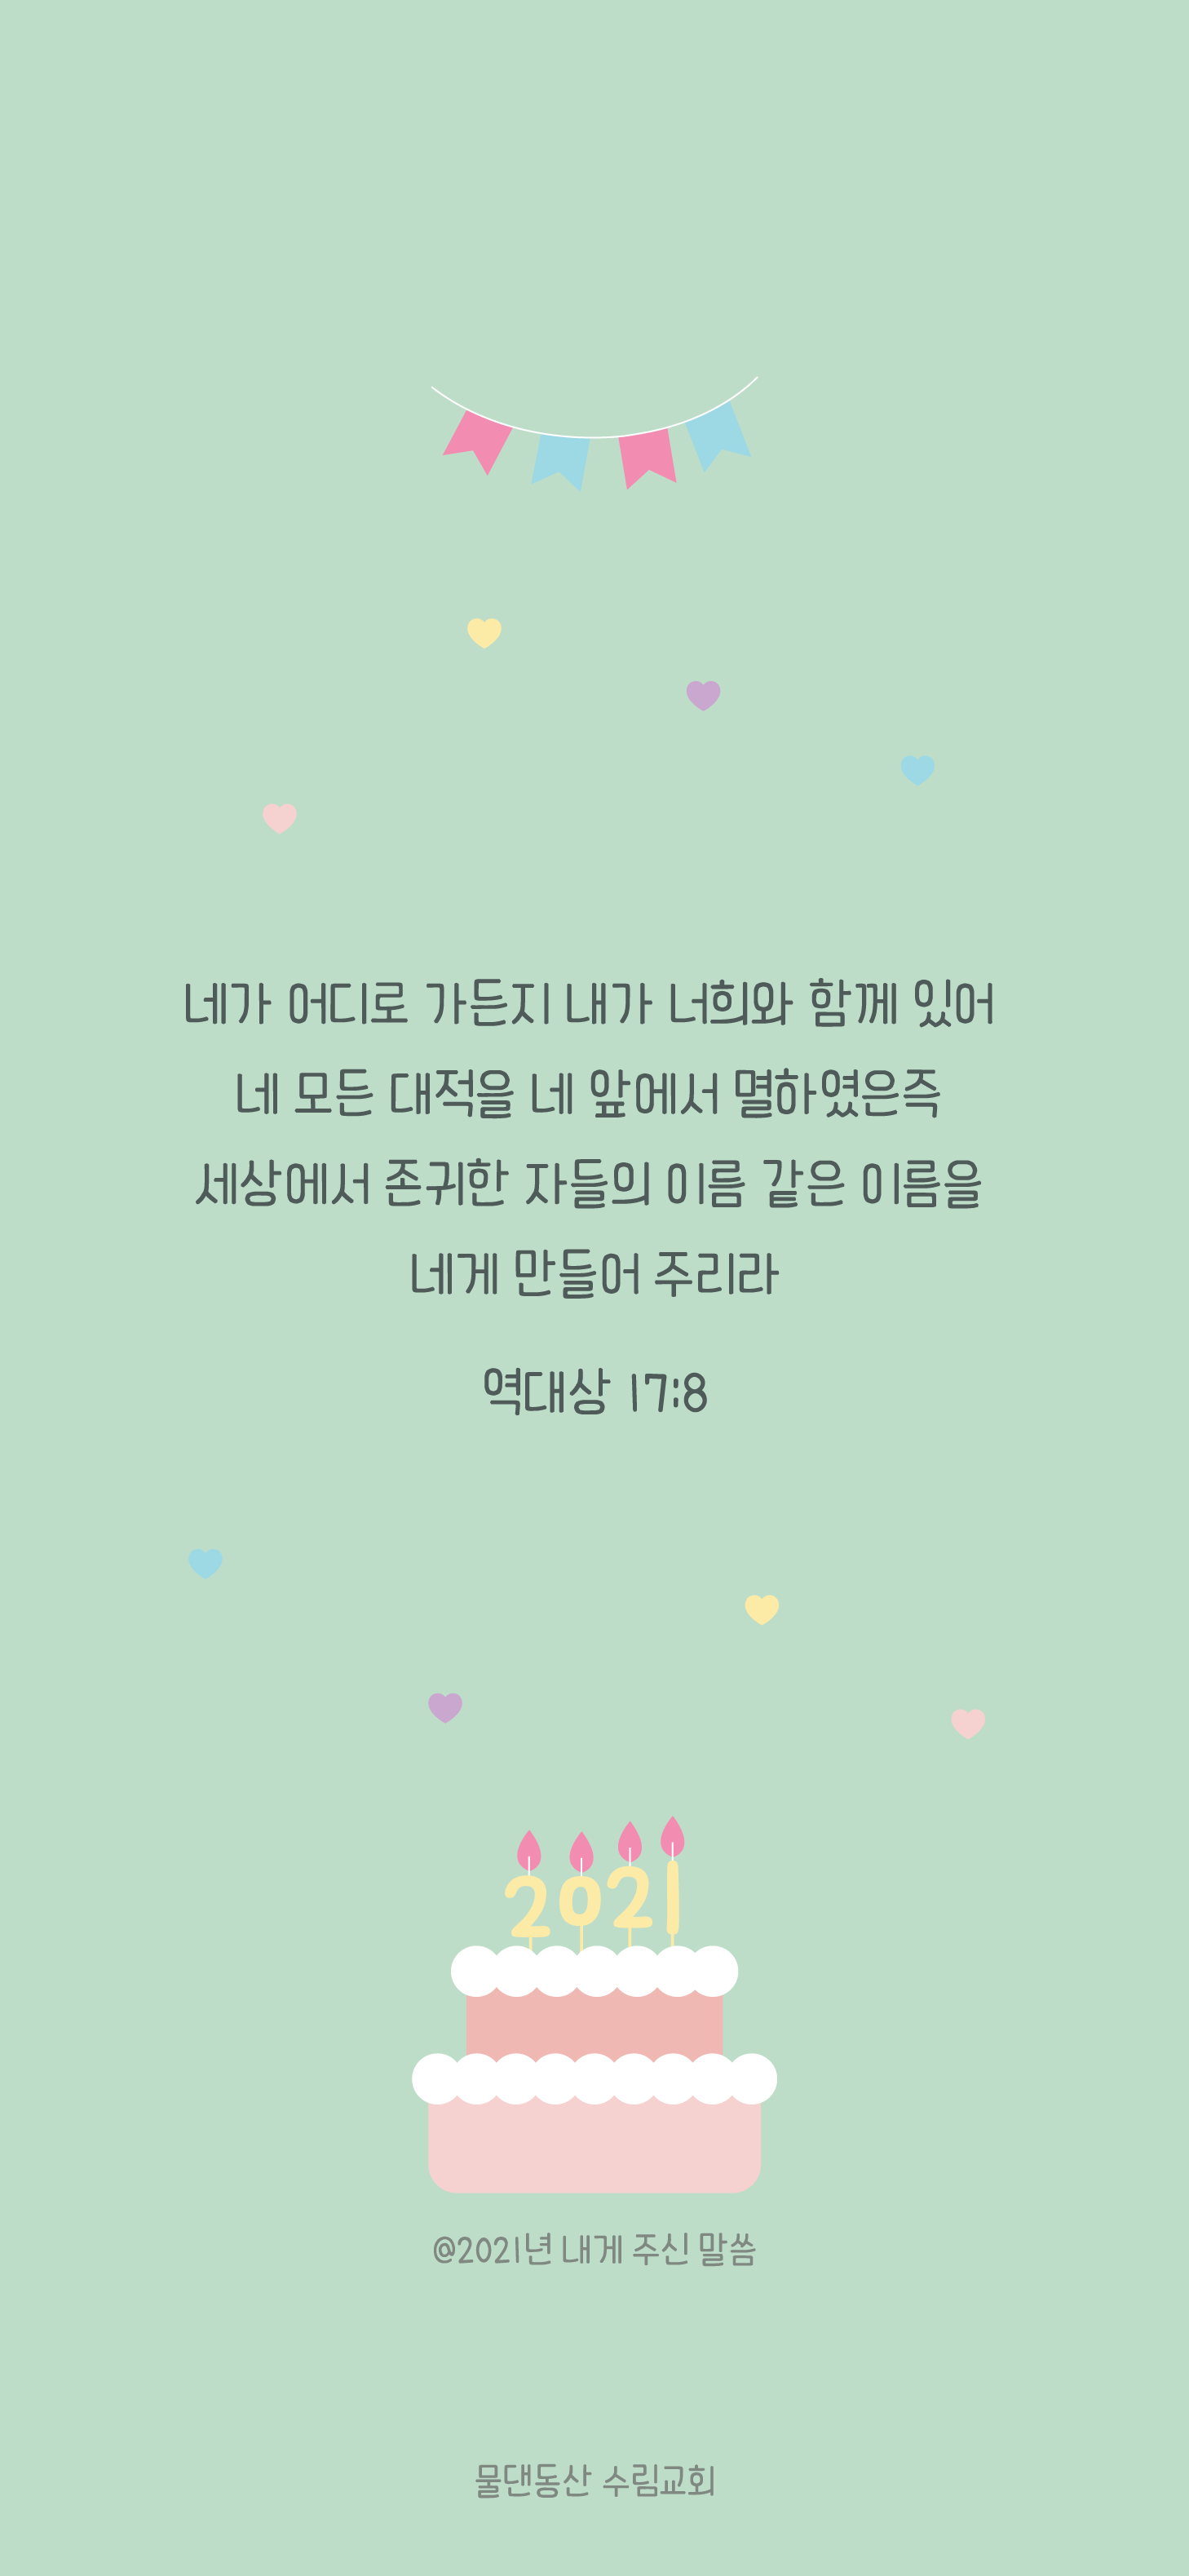 네가 어디로 가든지 내가 너희와 함께 있어
네 모든 대적을 네 앞에서 멸하였은즉
세상에서 존귀한 자들의 이름 같은 이름을
네게 만들어 주리라
역대상 17:8
2021
@2021년 내게 주신 말씀
물댄동산 수림교회